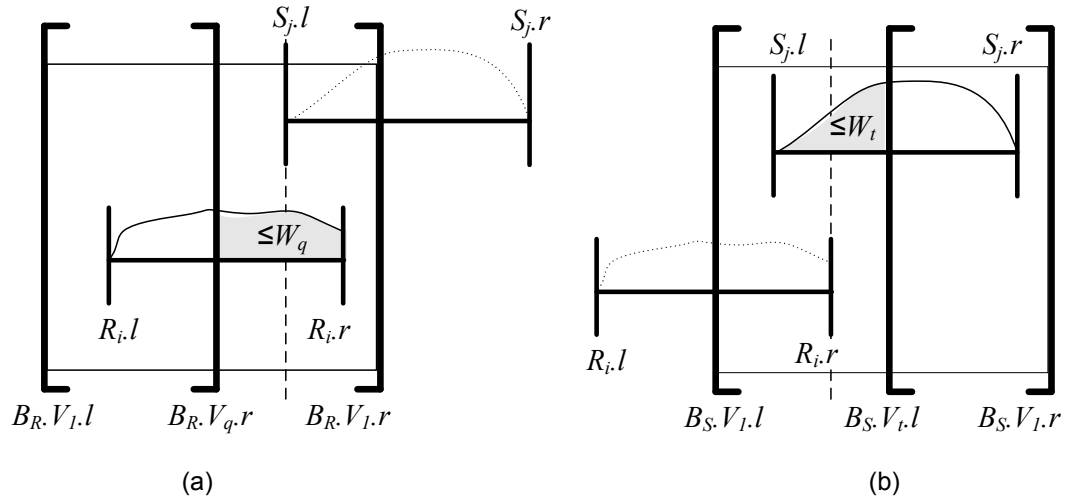 S_j.l
≤W_q
R_i.l
R_i.r
B_R.V_1.l
B_R.V_q.r
B_R.V_1.r
(a)
S_j.l
S_j.r
≤W_t
R_i.l
R_i.r
B_S.V_1.l
B_S.V_t.l
B_S.V_1.r
(b)